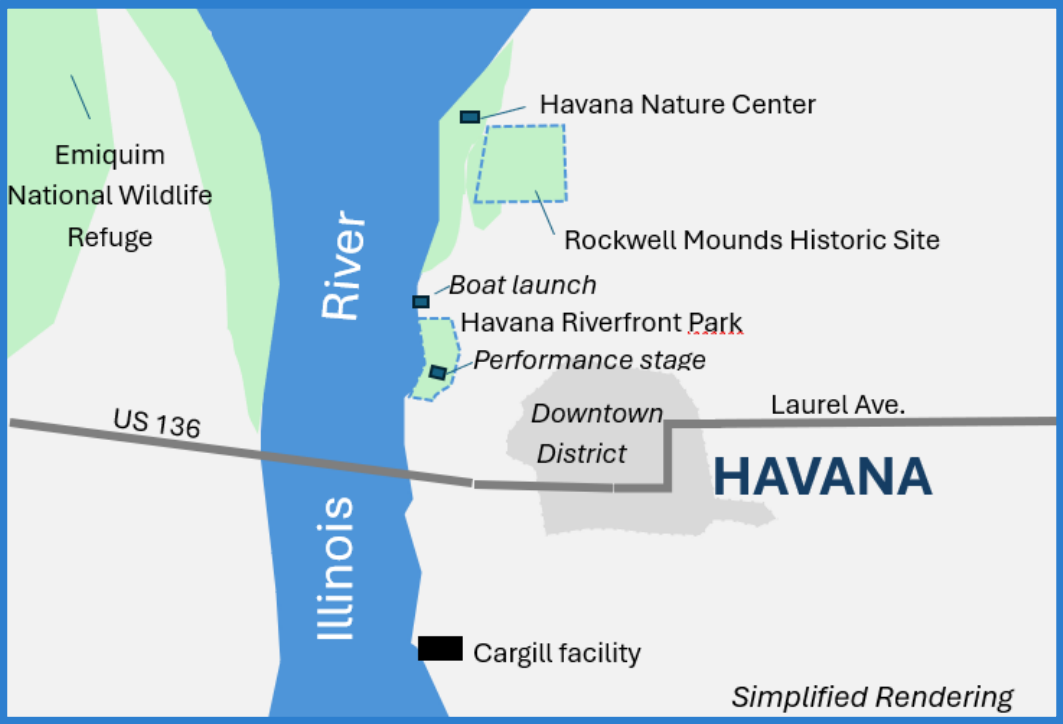 Havana Nature Center
Emiquim
National Wildlife
Refuge
Rockwell Mounds Historic Site
River
Boat launch
Havana Riverfront Park
Performance stage
US 136
Laurel Ave.
Downtown
District
HAVANA
Illinois
Cargill facility
Simplified Rendering